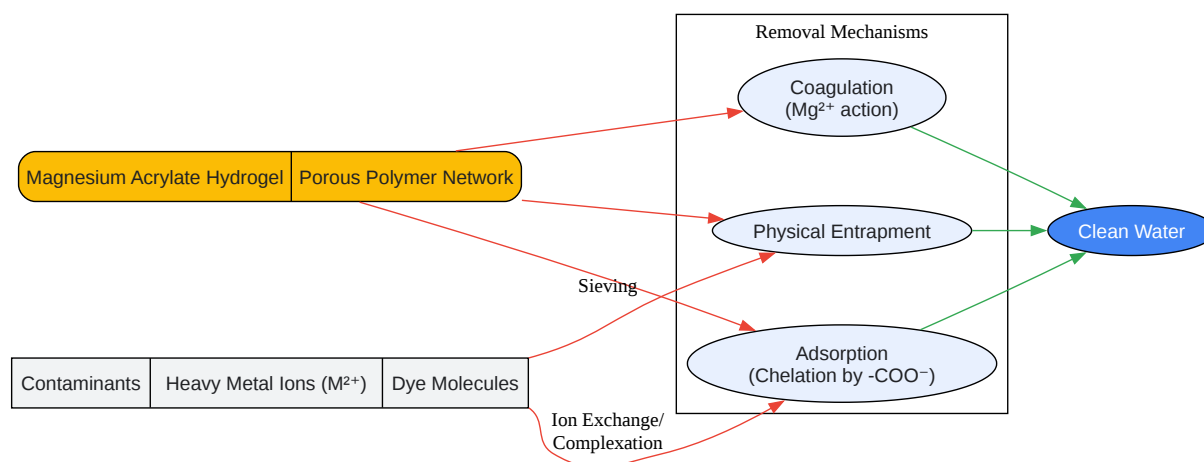 Removal Mechanisms
Coagulation
(Mg²⁺ action)
Magnesium Acrylate Hydrogel
Porous Polymer Network
Physical Entrapment
Clean Water
Sieving
Adsorption
(Chelation by -COO⁻)
Contaminants
Heavy Metal Ions (M²⁺)
Dye Molecules
Ion Exchange/
Complexation